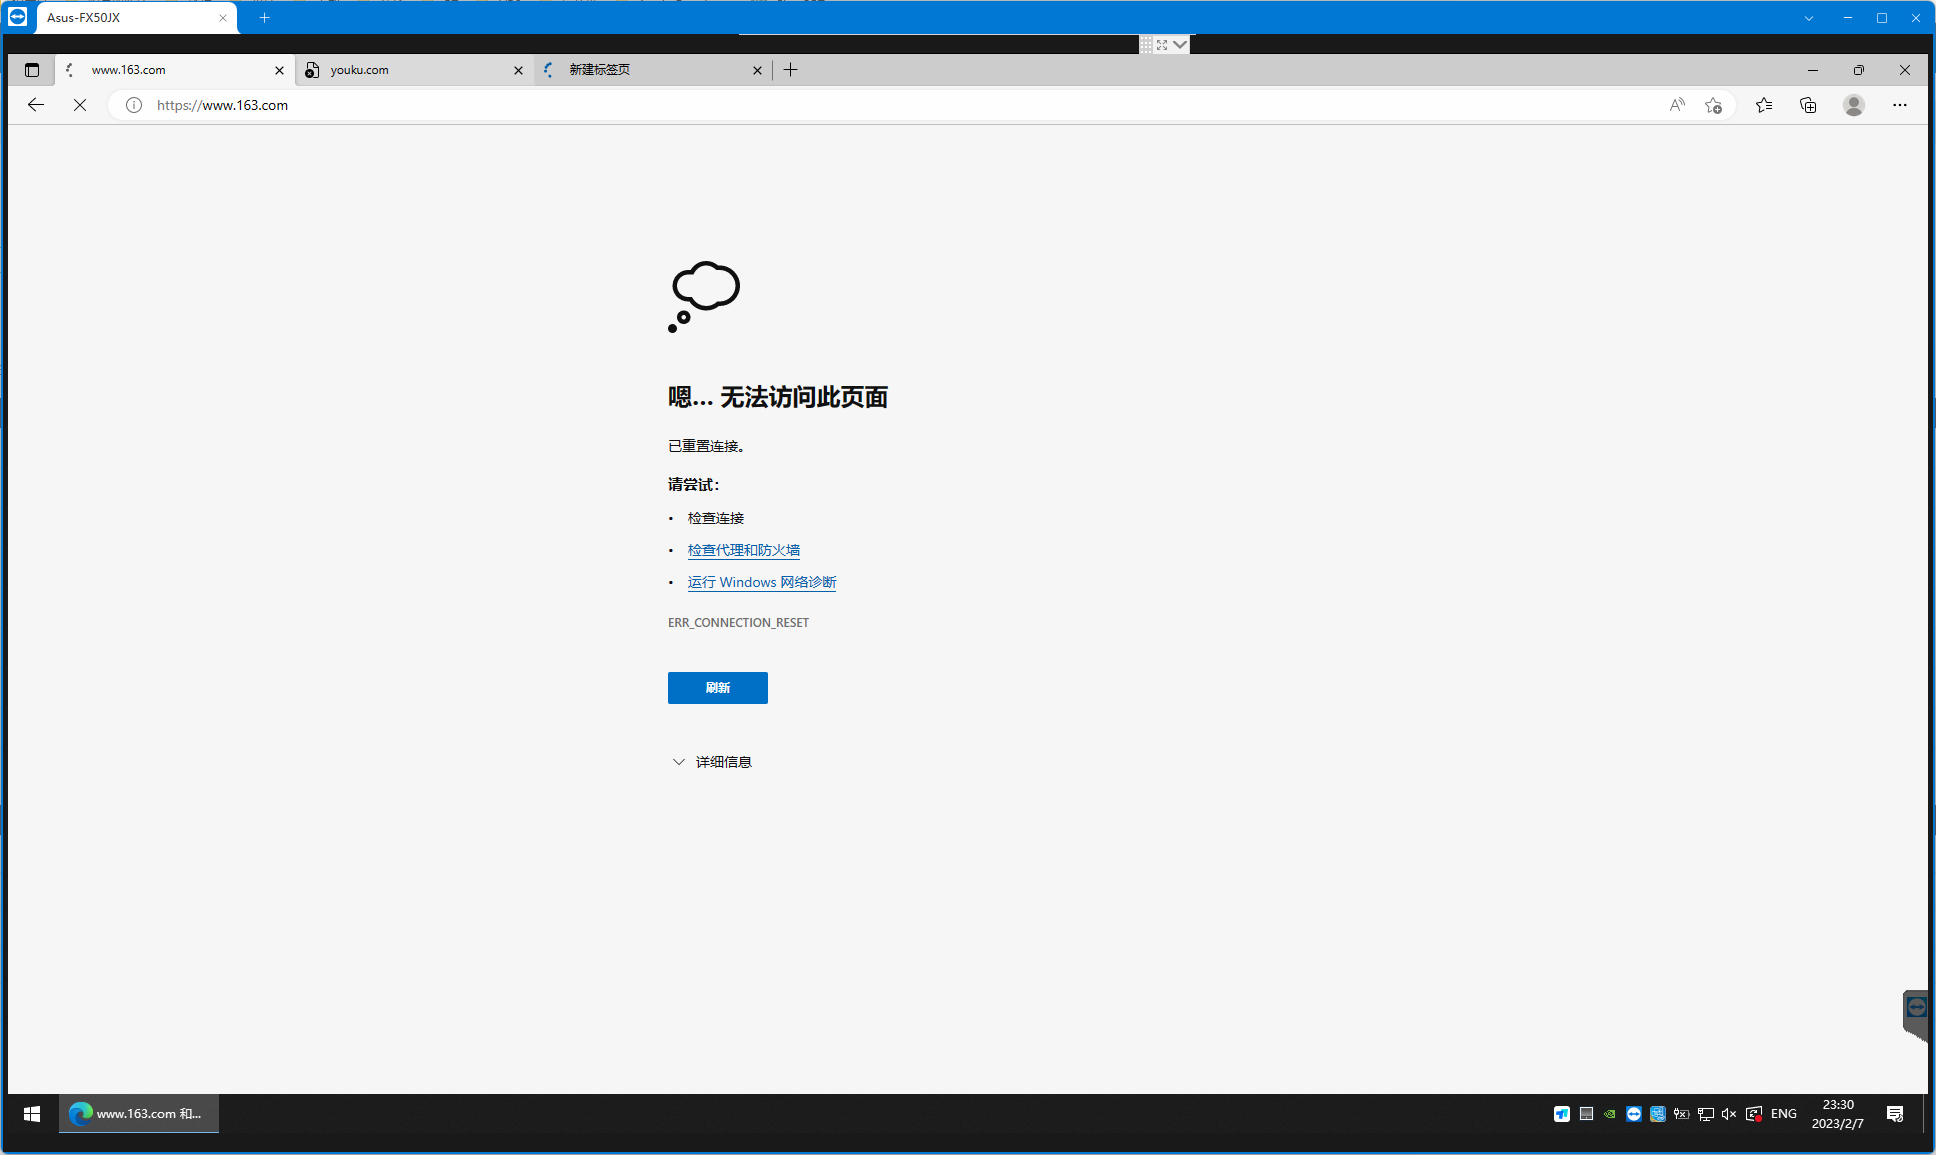 Asus-FX50JX
www.163.com
youku.com
新建标签页
https://www.163.com
嗯... 无法访问此页面
已重置连接。
请尝试:
• 检查连接
• 检查代理和防火墙
• 运行 Windows 网络诊断
ERR_CONNECTION_RESET
刷新
详细信息
www.163.com 和...
ENG
23:30
2023/2/7